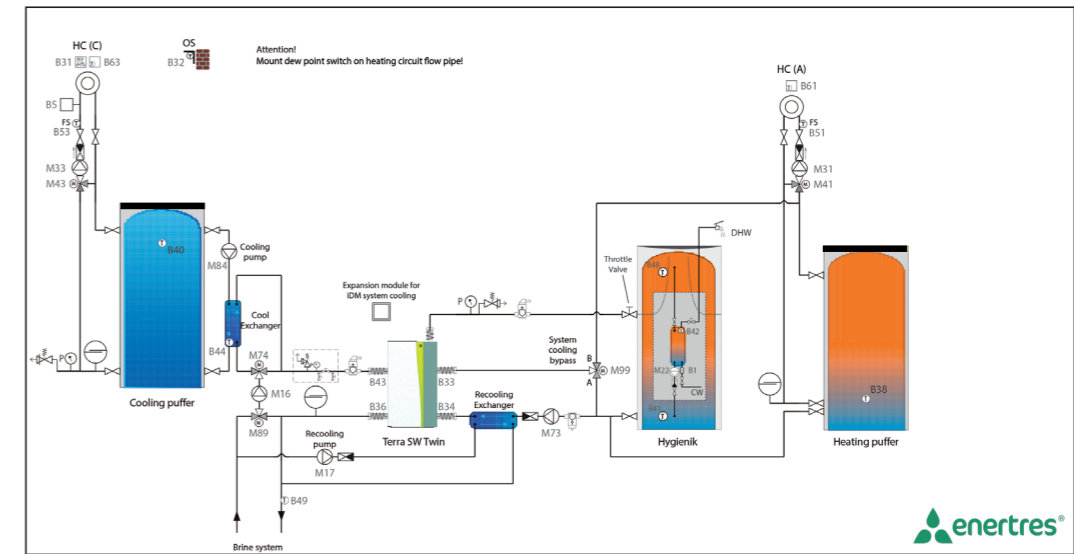 HC (C)
B31
B63
OS
B32
Attention!
Mount dew point switch on heating circuit flow pipe!
HC (A)
B61
B5
FS
B53
FS
B51
M33
M43
M31
M41
B40
Cooling
pump
M84
DHW
Throttle
Valve
B48
Expansion module for
iDM system cooling
P
Cool
Exchanger
B42
B44
M74
System
cooling
bypass
B
M99
A
M22
B1
P
B43
B33
CW
Cooling puffer
M16
B36
B34
Recooling
Exchanger
B41
B38
M89
Terra SW Twin
M73
Hygienik
Heating puffer
Recooling
pump
M17
B49
Brine system
enertres®